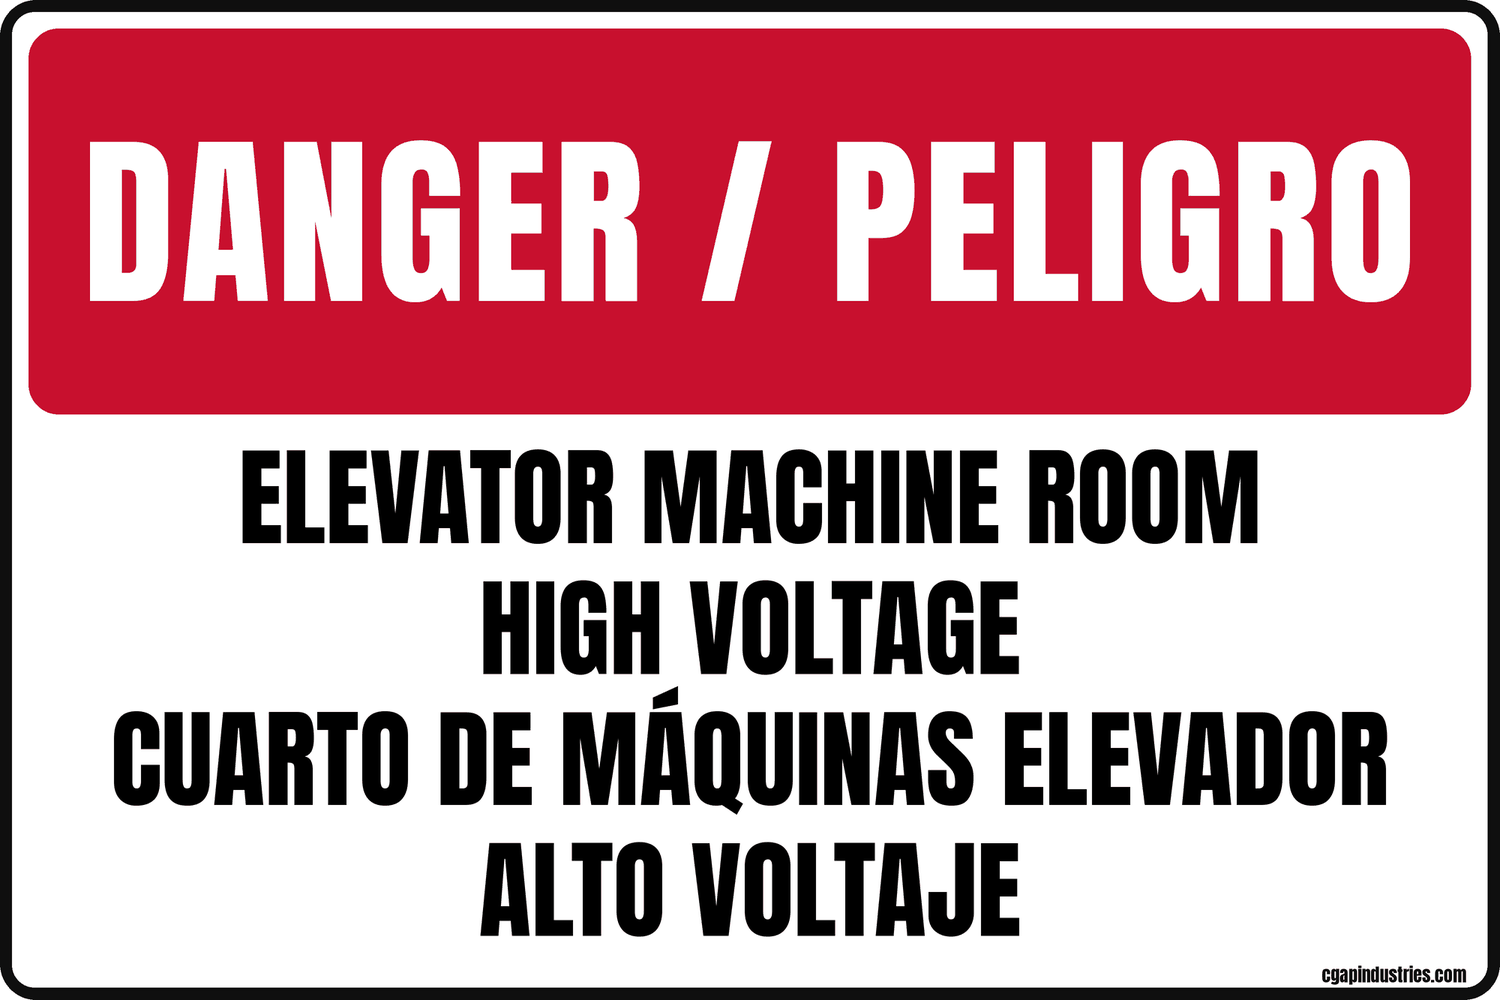 DANGER / PELIGRO
ELEVATOR MACHINE ROOM
HIGH VOLTAGE
CUARTO DE MÁQUINAS ELEVADOR
ALTO VOLTAJE
cgapindustries.com